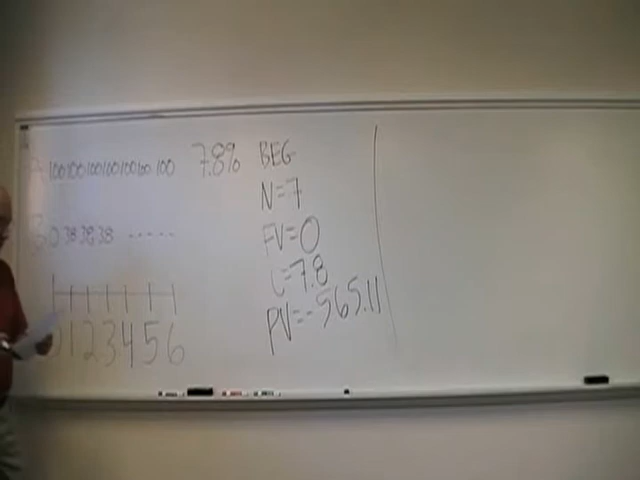 A 100 100 100 100 100 100 100 7.8%
B 0 38 38 38 - - - - -
0 1 2 3 4 5 6
BEG
N=7
FV=0
i=7.8
PV=-565.11